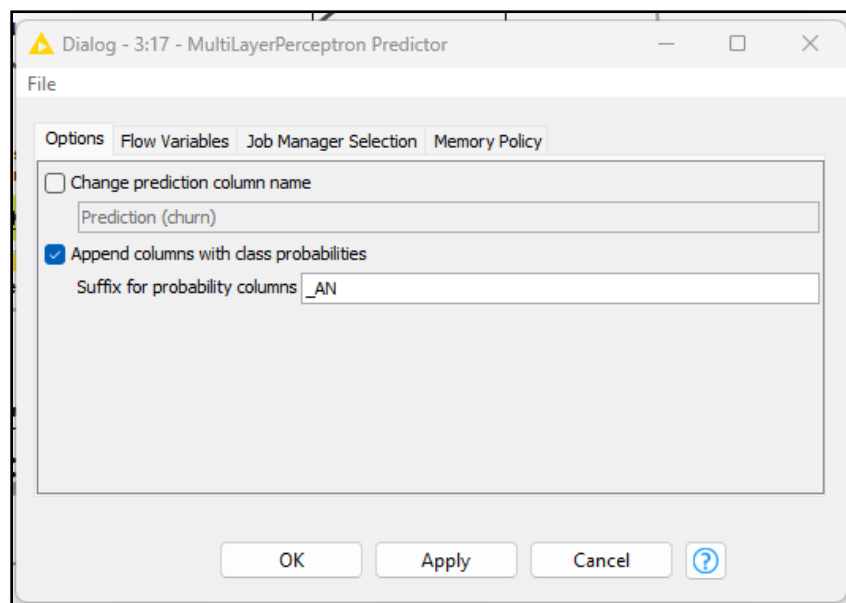 Dialog - 3:17 - MultiLayerPerceptron Predictor
File
Options Flow Variables Job Manager Selection Memory Policy
Change prediction column name
Prediction (churn)
Append columns with class probabilities
Suffix for probability columns _AN
OK Apply Cancel ?